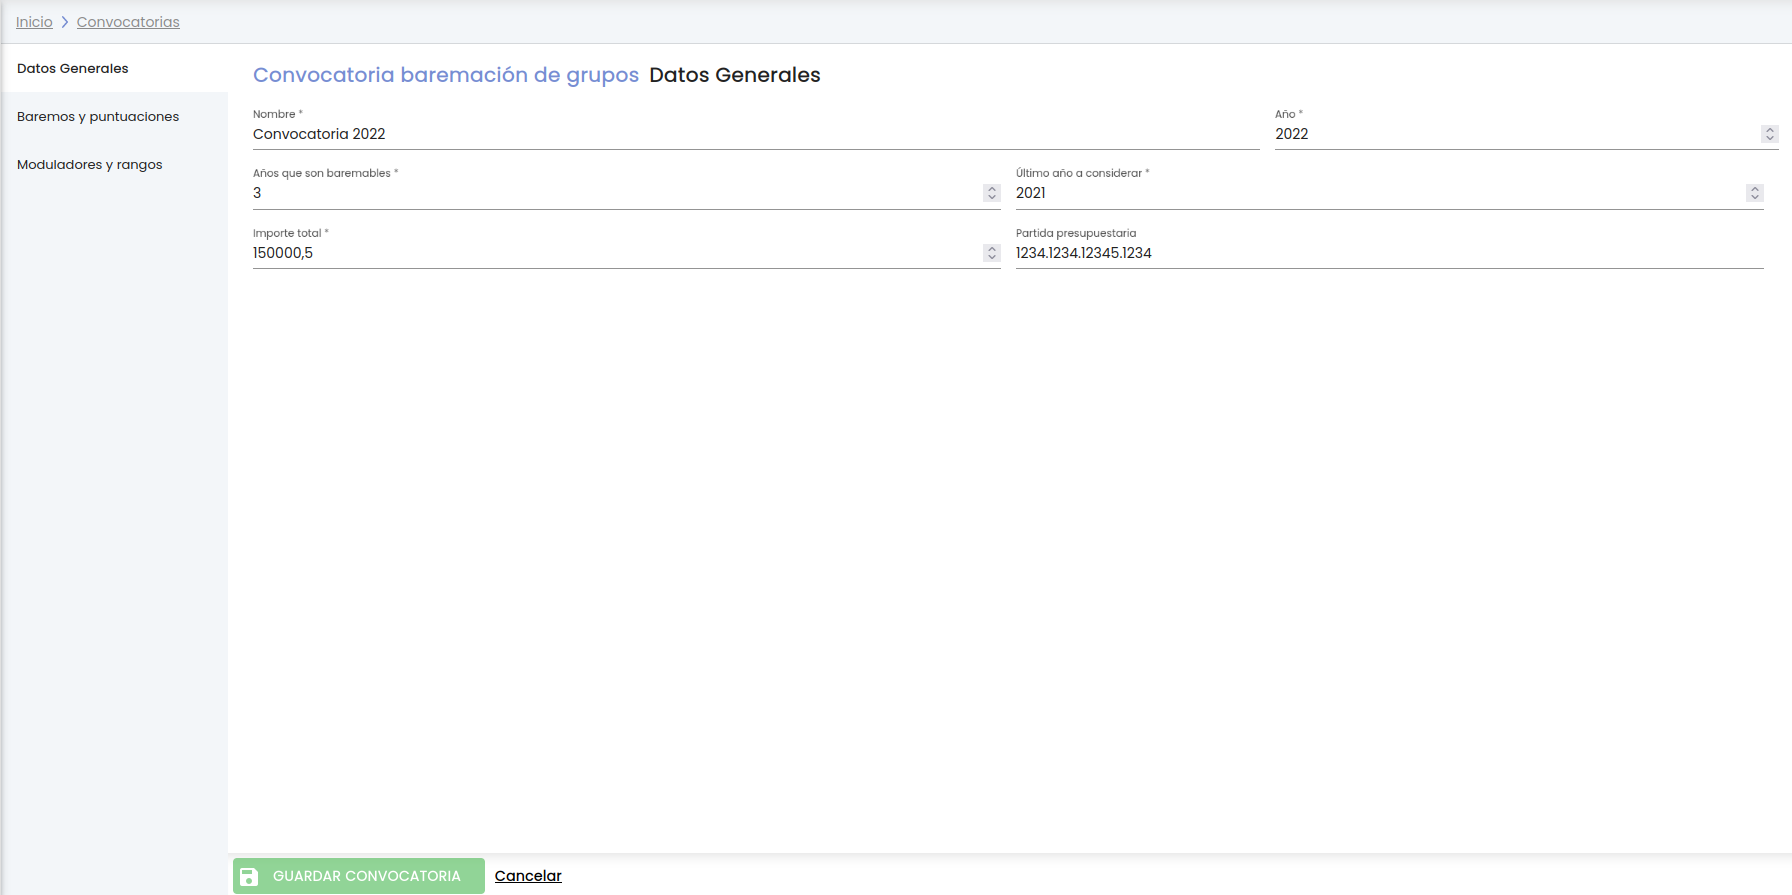 Inicio > Convocatorias
Datos Generales
Baremos y puntuaciones
Moduladores y rangos
Convocatoria baremación de grupos Datos Generales
Nombre *
Convocatoria 2022
Año *
2022
Años que son baremables *
3
Último año a considerar *
2021
Importe total *
150000,5
Partida presupuestaria
1234.1234.12345.1234
GUARDAR CONVOCATORIA
Cancelar